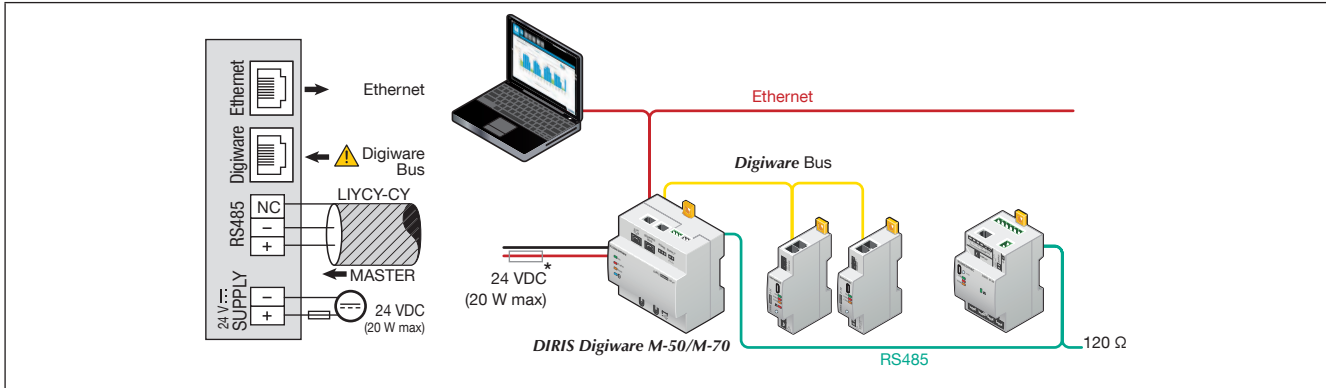 Ethernet
Ethernet
Digiware
Digiware
Bus
LIYCY-CY
RS485
NC
–
+
MASTER
24 V
SUPPLY
–
+
24 VDC
(20 W max)
Ethernet
Digiware Bus
24 VDC*
(20 W max)
DIRIS Digiware M-50/M-70
RS485
120 Ω